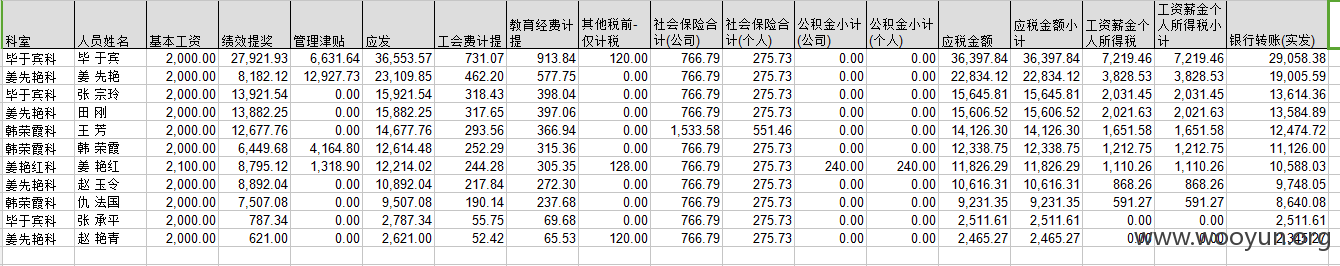 科室 人员姓名 基本工资 绩效提奖 管理津贴 应发 工会费计提 教育经费计提 其他税前-仅计税 社会保险合计(公司) 社会保险合计(个人) 公积金小计(公司) 公积金小计(个人) 应税金额 应税金额小计 工资薪金个人所得税 工资薪金个人所得税小计 银行转账(实发)
毕于宾科 毕 于宾 2,000.00 27,921.93 6,631.64 36,553.57 731.07 913.84 120.00 766.79 275.73 0.00 0.00 36,397.84 36,397.84 7,219.46 7,219.46 29,058.38
姜先艳科 姜 先艳 2,000.00 8,182.12 12,927.73 23,109.85 462.20 577.75 0.00 766.79 275.73 0.00 0.00 22,834.12 22,834.12 3,828.53 3,828.53 19,005.59
毕于宾科 张 宗玲 2,000.00 13,921.54 0.00 15,921.54 318.43 398.04 0.00 766.79 275.73 0.00 0.00 15,645.81 15,645.81 2,031.45 2,031.45 13,614.36
姜先艳科 田 刚 2,000.00 13,882.25 0.00 15,882.25 317.65 397.06 0.00 766.79 275.73 0.00 0.00 15,606.52 15,606.52 2,021.63 2,021.63 13,584.89
韩荣霞科 王 芳 2,000.00 12,677.76 0.00 14,677.76 293.56 366.94 0.00 1,533.58 551.46 0.00 0.00 14,126.30 14,126.30 1,651.58 1,651.58 12,474.72
韩荣霞科 韩 荣霞 2,000.00 6,449.68 4,164.80 12,614.48 252.29 315.36 0.00 766.79 275.73 0.00 0.00 12,338.75 12,338.75 1,212.75 1,212.75 11,126.00
姜艳红科 姜 艳红 2,100.00 8,795.12 1,318.90 12,214.02 244.28 305.35 128.00 766.79 275.73 240.00 240.00 11,826.29 11,826.29 1,110.26 1,110.26 10,588.03
姜先艳科 赵 玉令 2,000.00 8,892.04 0.00 10,892.04 217.84 272.30 0.00 766.79 275.73 0.00 0.00 10,616.31 10,616.31 868.26 868.26 9,748.05
韩荣霞科 仇 法国 2,000.00 7,507.08 0.00 9,507.08 190.14 237.68 0.00 766.79 275.73 0.00 0.00 9,231.35 9,231.35 591.27 591.27 8,640.08
毕于宾科 张 承平 2,000.00 787.34 0.00 2,787.34 55.75 69.68 0.00 766.79 275.73 0.00 0.00 2,511.61 2,511.61 0.00 0.00 2,511.61
姜先艳科 赵 艳青 2,000.00 621.00 0.00 2,621.00 52.42 65.53 120.00 766.79 275.73 0.00 0.00 2,465.27 2,465.27 0.00 0.00 2,345.27
www.wooyun.org